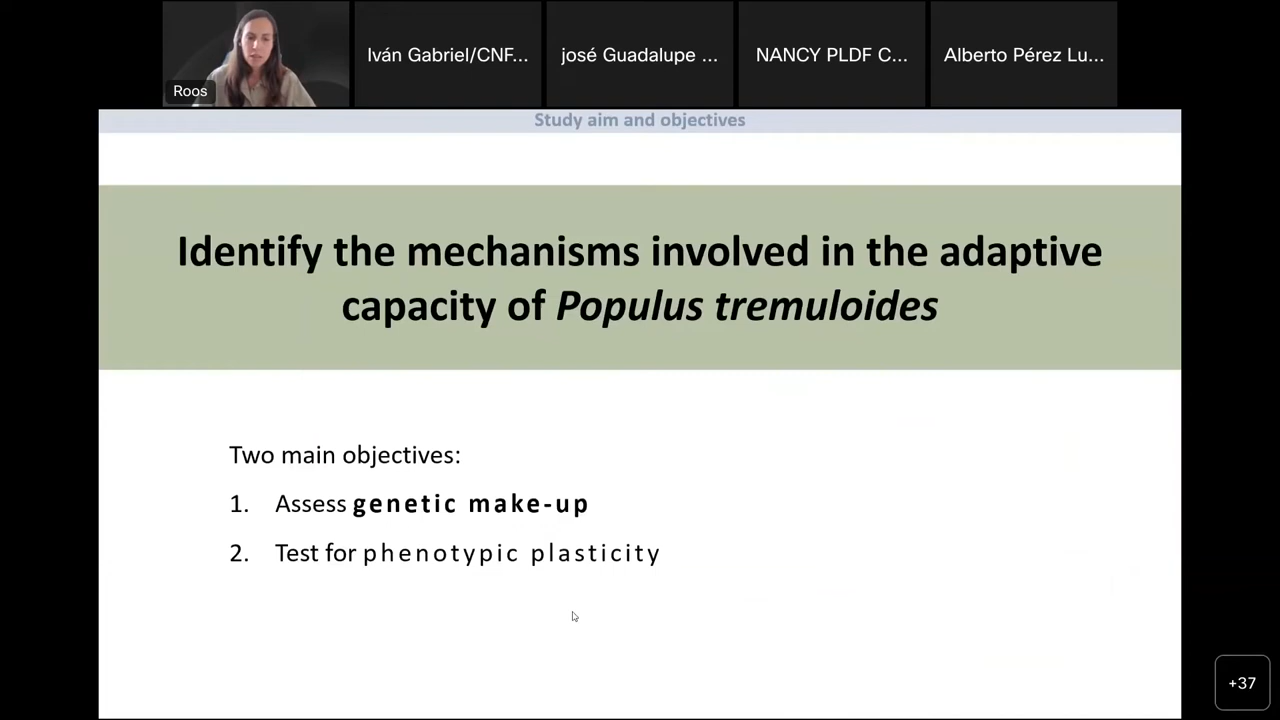 Roos
Iván Gabriel/CNF...
josé Guadalupe ...
NANCY PLDF C...
Alberto Pérez Lu...
Study aim and objectives
Identify the mechanisms involved in the adaptive
capacity of Populus tremuloides
Two main objectives:
1. Assess genetic make-up
2. Test for phenotypic plasticity
+37